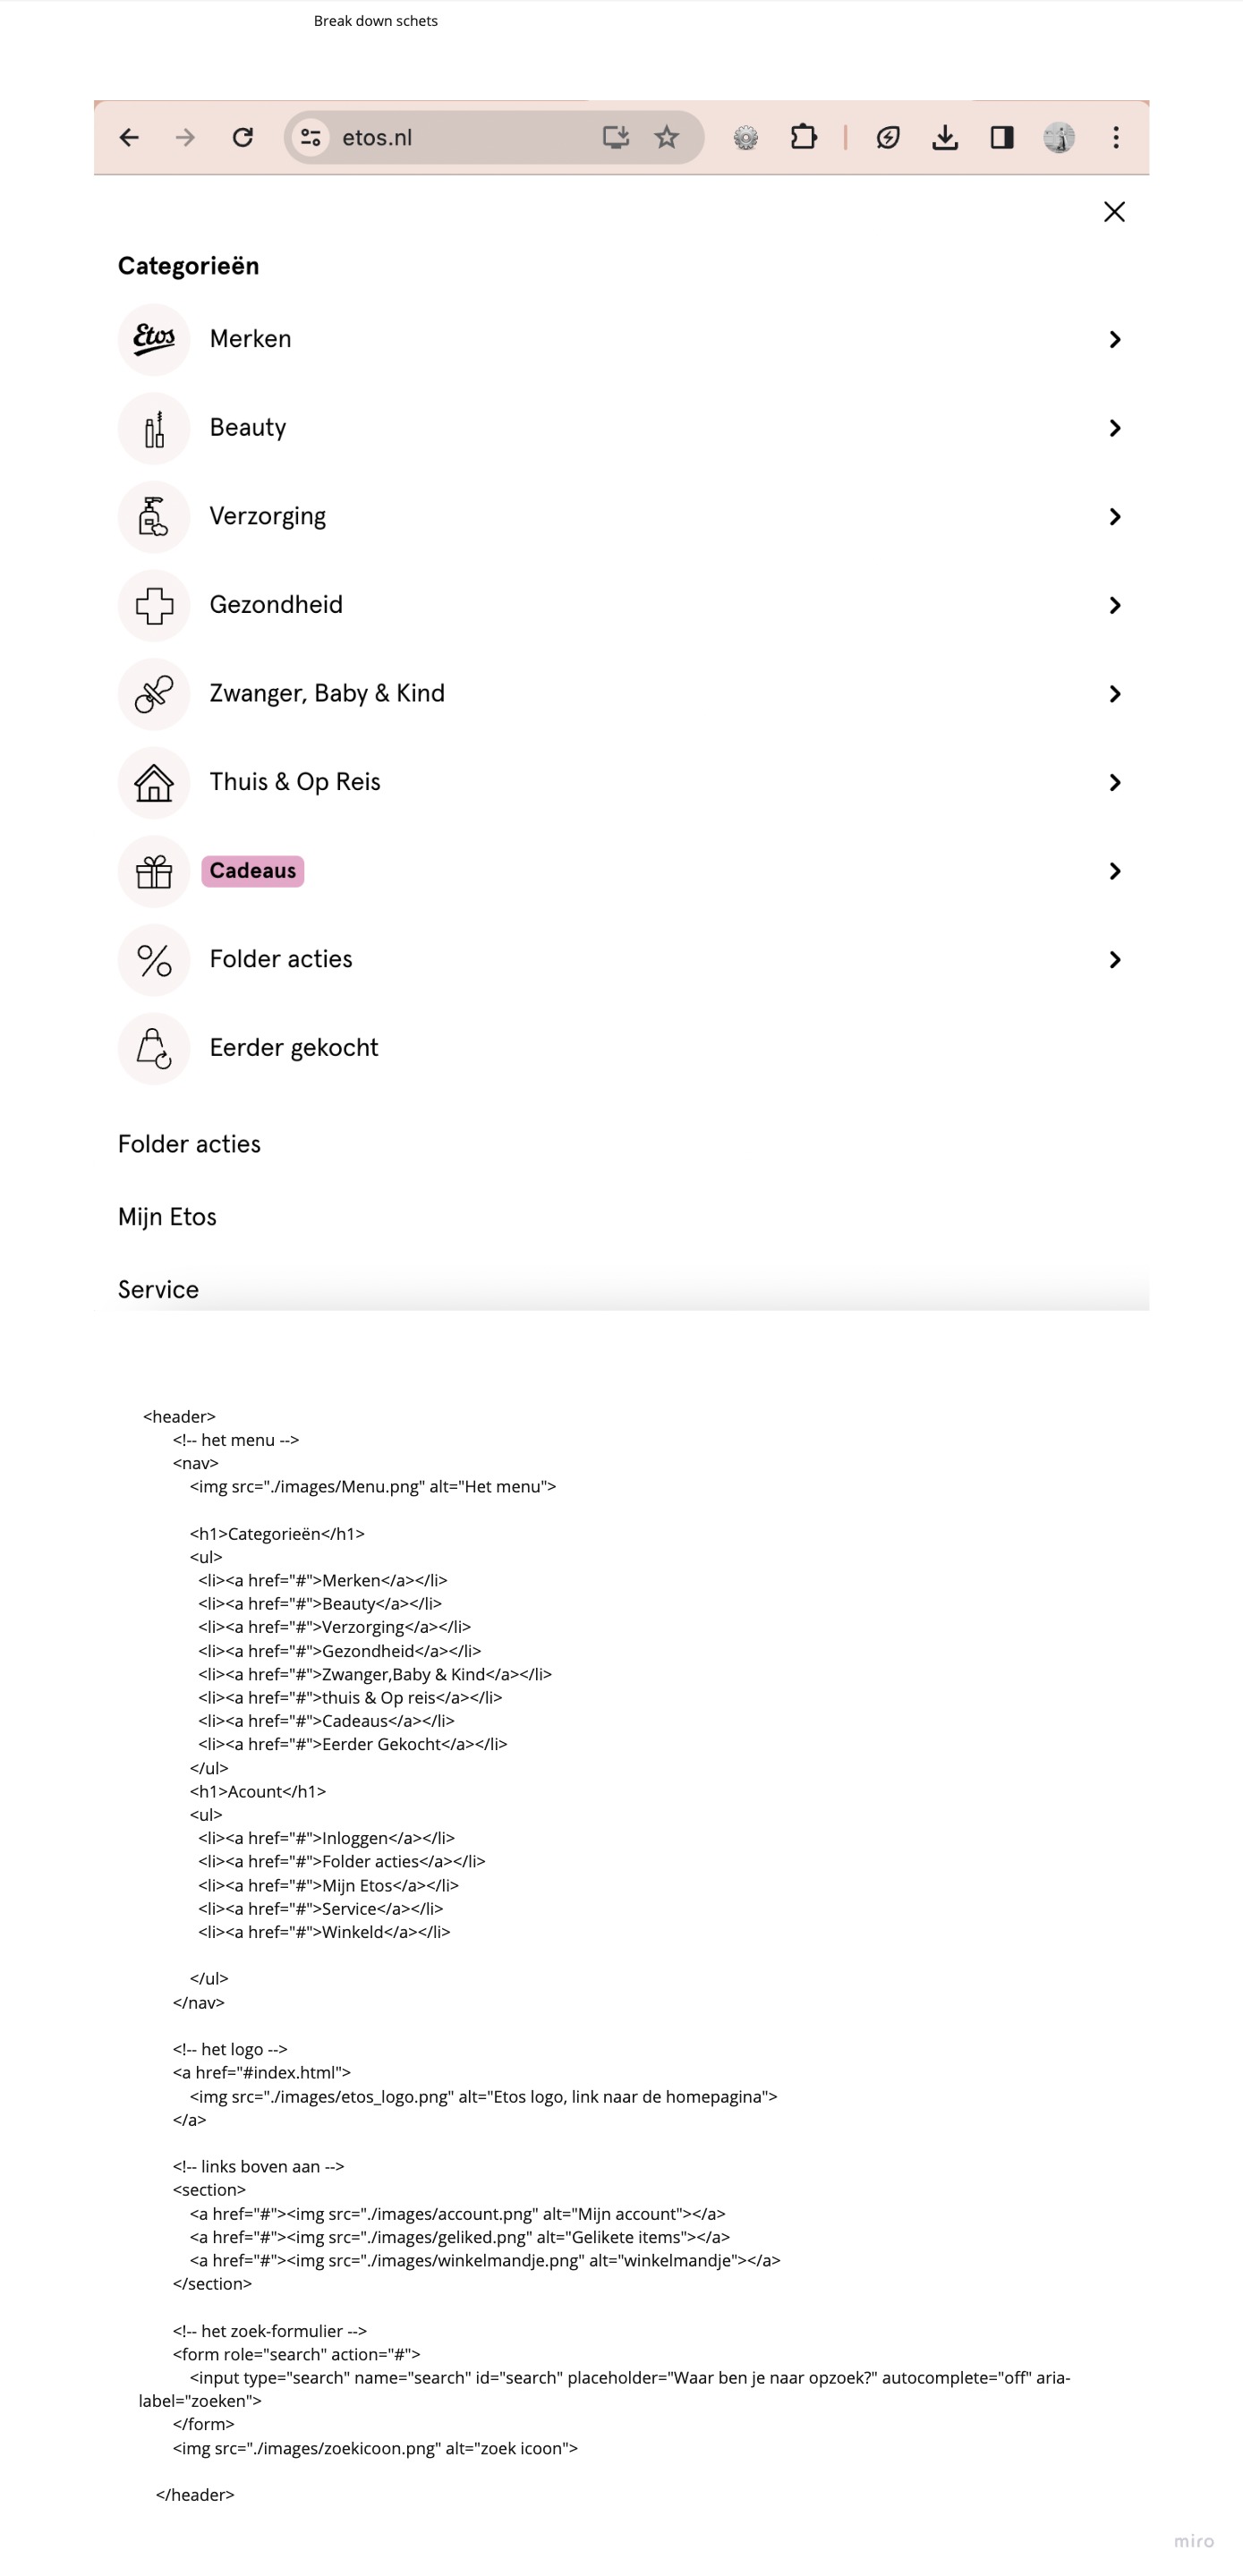 Break down schets
etos.nl
Categorieën
Etos
Merken
Beauty
Verzorging
Gezondheid
Zwanger, Baby & Kind
Thuis & Op Reis
Cadeaus
Folder acties
Eerder gekocht
Folder acties
Mijn Etos
Service
<header>
<!-- het menu -->
<nav>
<img src="./images/Menu.png" alt="Het menu">
<h1>Categorieën</h1>
<ul>
<li><a href="#">Merken</a></li>
<li><a href="#">Beauty</a></li>
<li><a href="#">Verzorging</a></li>
<li><a href="#">Gezondheid</a></li>
<li><a href="#">Zwanger,Baby & Kind</a></li>
<li><a href="#">thuis & Op reis</a></li>
<li><a href="#">Cadeaus</a></li>
<li><a href="#">Eerder Gekocht</a></li>
</ul>
<h1>Acount</h1>
<ul>
<li><a href="#">Inloggen</a></li>
<li><a href="#">Folder acties</a></li>
<li><a href="#">Mijn Etos</a></li>
<li><a href="#">Service</a></li>
<li><a href="#">Winkeld</a></li>
</ul>
</nav>
<!-- het logo -->
<a href="#index.html">
<img src="./images/etos_logo.png" alt="Etos logo, link naar de homepagina">
</a>
<!-- links boven aan -->
<section>
<a href="#"><img src="./images/account.png" alt="Mijn account"></a>
<a href="#"><img src="./images/geliked.png" alt="Gelikete items"></a>
<a href="#"><img src="./images/winkelmandje.png" alt="winkelmandje"></a>
</section>
<!-- het zoek-formulier -->
<form role="search" action="#">
<input type="search" name="search" id="search" placeholder="Waar ben je naar opzoek?" autocomplete="off" aria-
label="zoeken">
</form>
<img src="./images/zoekicoon.png" alt="zoek icoon">
</header>
miro